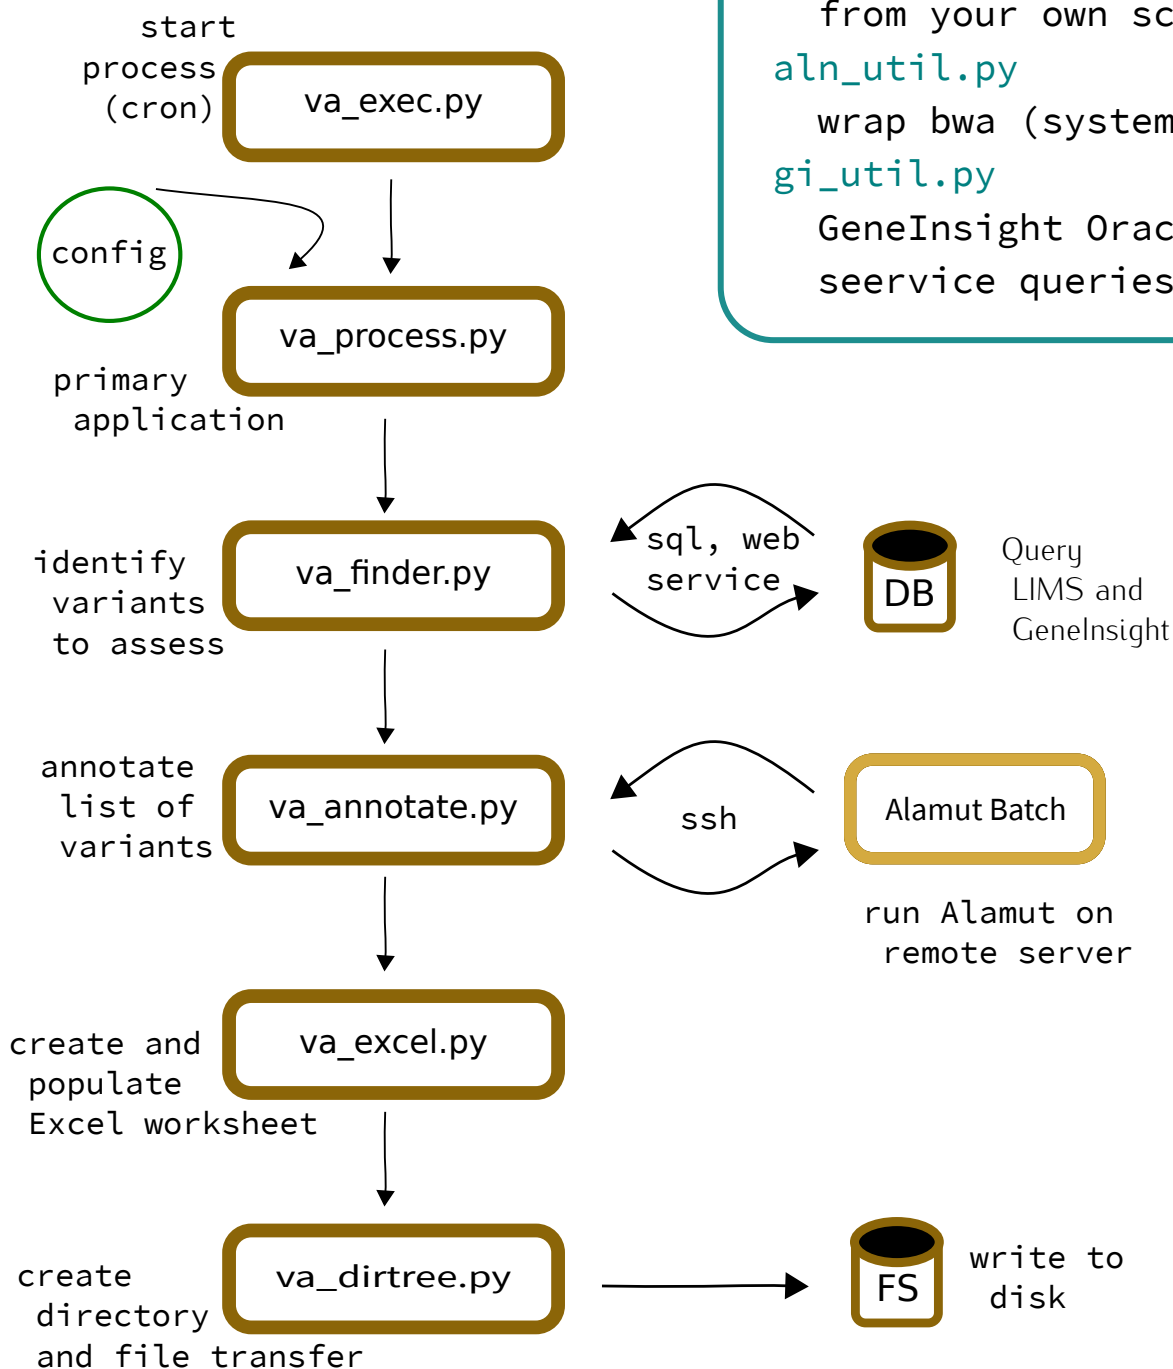 start
process
(cron)
va_exec.py
from your own sc
aln_util.py
wrap bwa (system
gi_util.py
GeneInsight Orac
seervice queries
config
va_process.py
primary
application
va_finder.py
identify
variants
to assess
sql, web
service
DB
Query
LIMS and
GeneInsight
annotate
list of
variants
va_annotate.py
ssh
Alamut Batch
run Alamut on
remote server
va_excel.py
create and
populate
Excel worksheet
va_dirtree.py
create
directory
and file transfer
FS
write to
disk